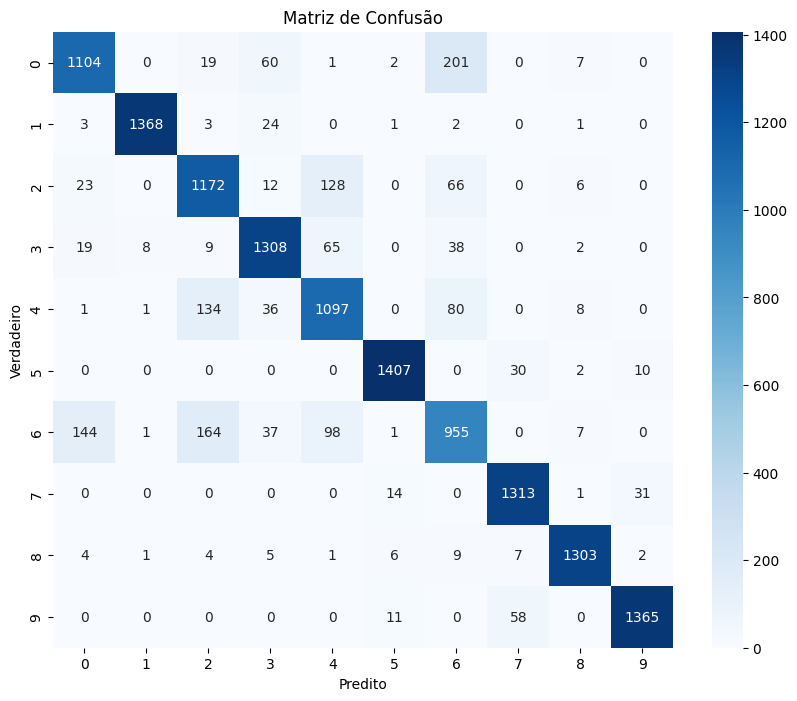 Matriz de Confusão
0 1104 0 19 60 1 2 201 0 7 0
1 3 1368 3 24 0 1 2 0 1 0
2 23 0 1172 12 128 0 66 0 6 0
3 19 8 9 1308 65 0 38 0 2 0
4 1 1 134 36 1097 0 80 0 8 0
5 0 0 0 0 0 1407 0 30 2 10
6 144 1 164 37 98 1 955 0 7 0
7 0 0 0 0 0 14 0 1313 1 31
8 4 1 4 5 1 6 9 7 1303 2
9 0 0 0 0 0 11 0 58 0 1365
0 1 2 3 4 5 6 7 8 9
Predito
Verdadeiro
1400
1200
1000
800
600
400
200
0